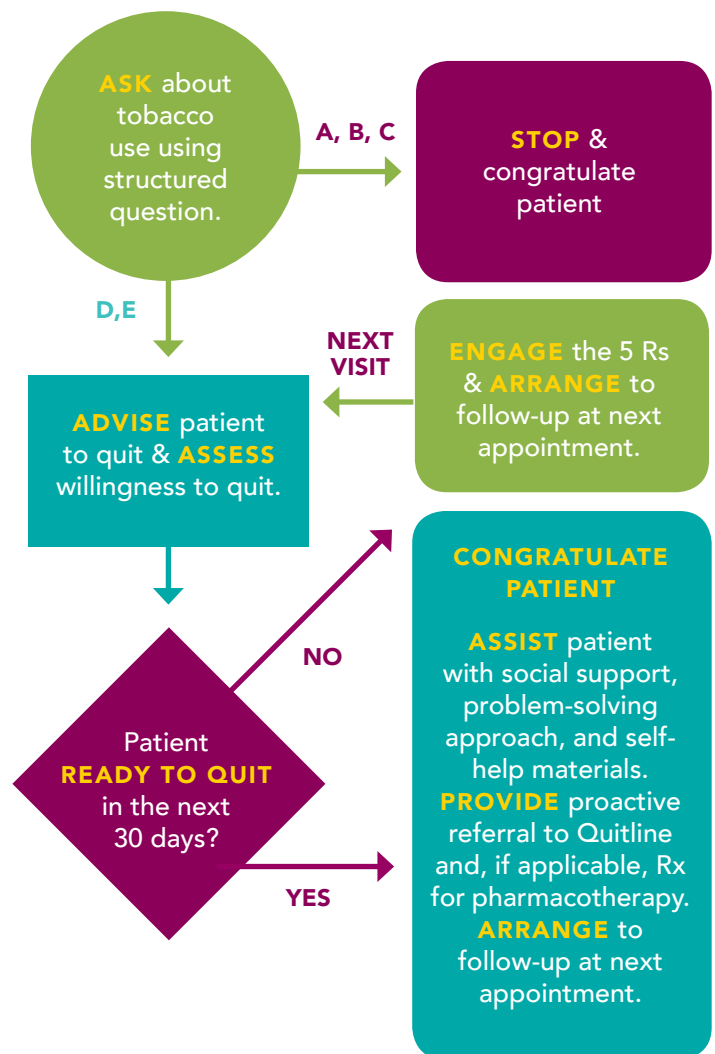 ASK about
tobacco
use using
structured
question.
A, B, C
STOP &
congratulate
patient
D,E
NEXT
VISIT
ENGAGE the 5 Rs
& ARRANGE to
follow-up at next
appointment.
ADVISE patient
to quit & ASSESS
willingness to quit.
NO
Patient
READY TO QUIT
in the next
30 days?
YES
CONGRATULATE
PATIENT
ASSIST patient
with social support,
problem-solving
approach, and self-
help materials.
PROVIDE proactive
referral to Quitline
and, if applicable, Rx
for pharmacotherapy.
ARRANGE to
follow-up at next
appointment.